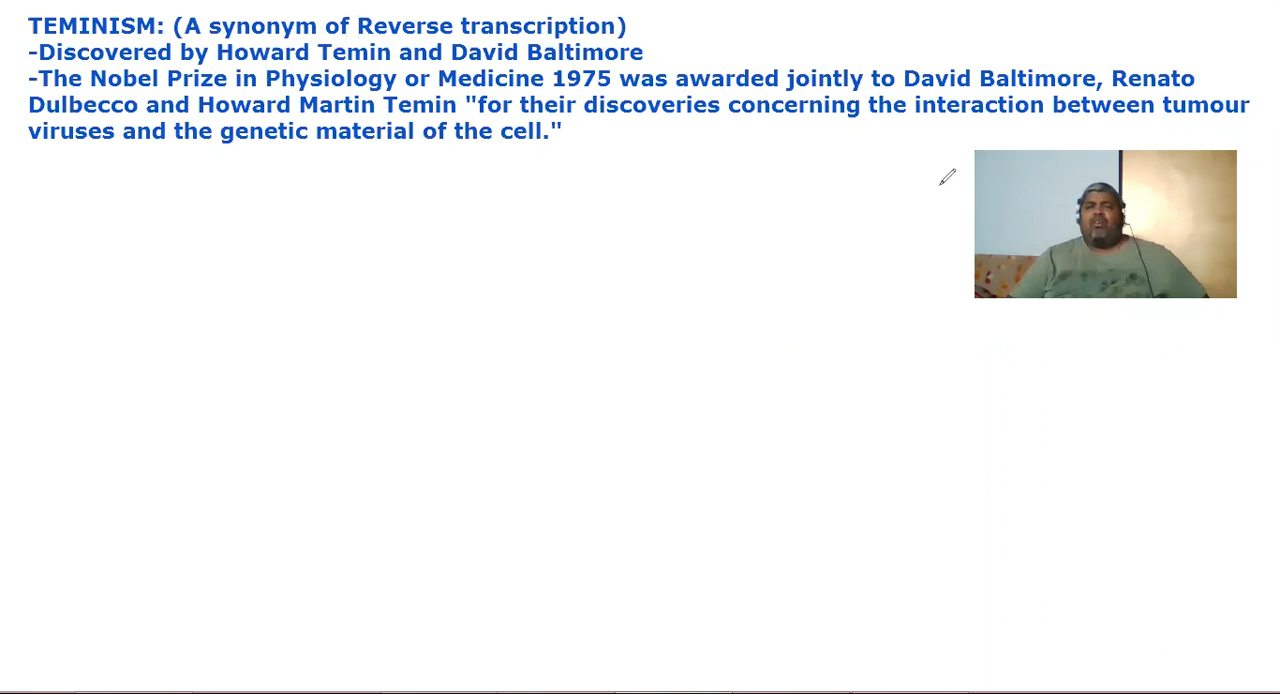 TEMINISM: (A synonym of Reverse transcription)
-Discovered by Howard Temin and David Baltimore
-The Nobel Prize in Physiology or Medicine 1975 was awarded jointly to David Baltimore, Renato
Dulbecco and Howard Martin Temin "for their discoveries concerning the interaction between tumour
viruses and the genetic material of the cell."